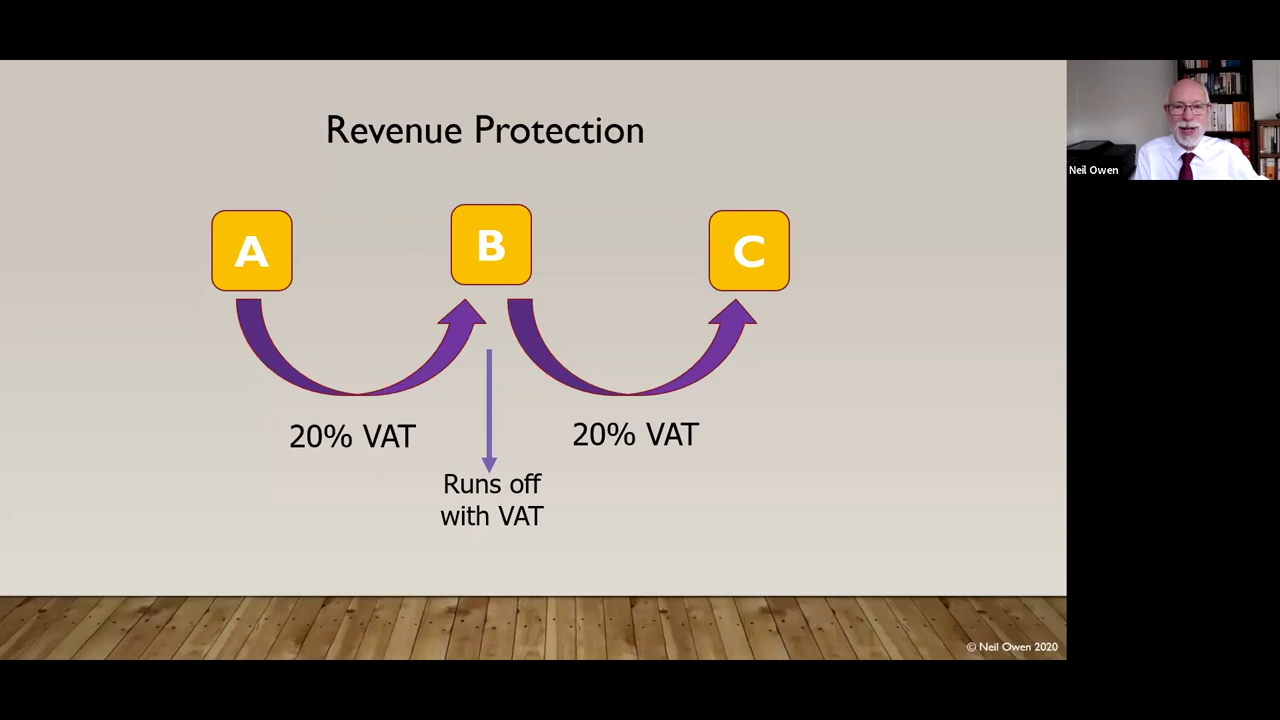 Revenue Protection
A
B
C
20% VAT
20% VAT
Runs off
with VAT
© Neil Owen 2020
Neil Owen